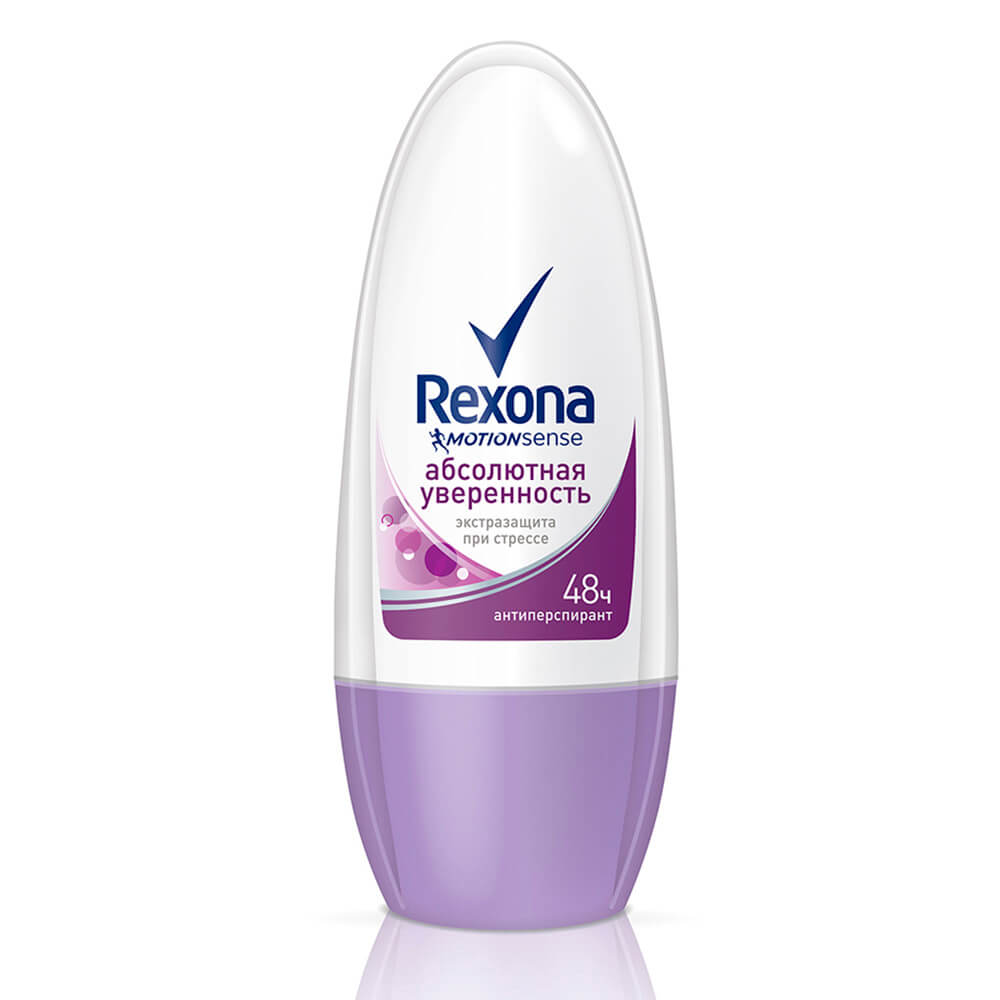 Rexona
MOTIONsense
абсолютная
уверенность
экстразащита
при стрессе
48ч
антиперспирант